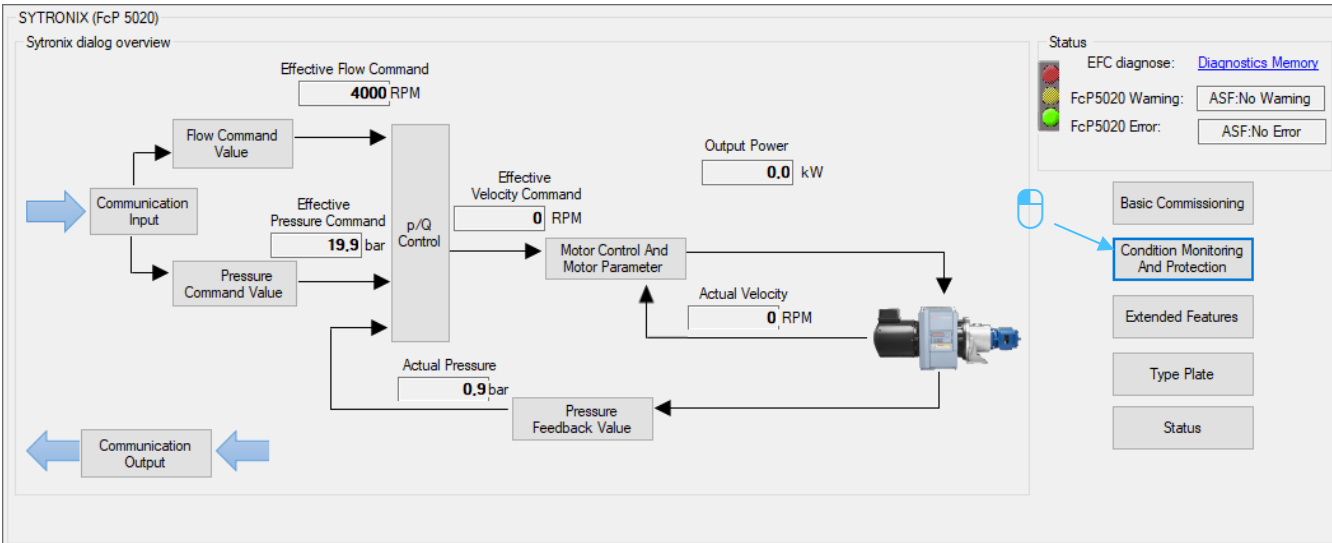 SYTRONIX (FcP 5020)
Sytronix dialog overview
Effective Flow Command
4000 RPM
Flow Command
Value
Communication
Input
Effective
Pressure Command
19.9 bar
Pressure
Command Value
p/Q
Control
Effective
Velocity Command
0 RPM
Output Power
0.0 kW
Motor Control And
Motor Parameter
Actual Velocity
0 RPM
Actual Pressure
0.9 bar
Pressure
Feedback Value
Communication
Output
Status
EFC diagnose: Diagnostics Memory
FcP5020 Warning: ASF:No Warning
FcP5020 Error: ASF:No Error
Basic Commissioning
Condition Monitoring
And Protection
Extended Features
Type Plate
Status